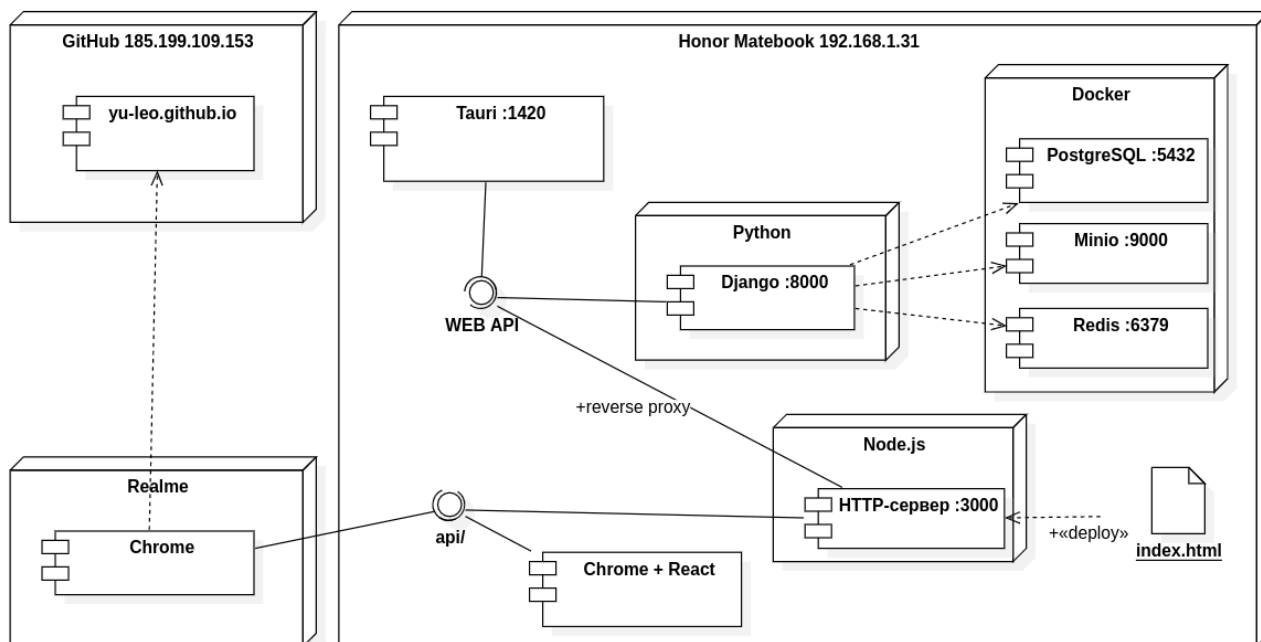 GitHub 185.199.109.153
yu-leo.github.io
Honor Matebook 192.168.1.31
Tauri :1420
Docker
PostgreSQL :5432
Minio :9000
Redis :6379
Python
Django :8000
WEB API
+reverse proxy
Node.js
HTTP-сервер :3000
+«deploy»
index.html
Realme
Chrome
api/
Chrome + React